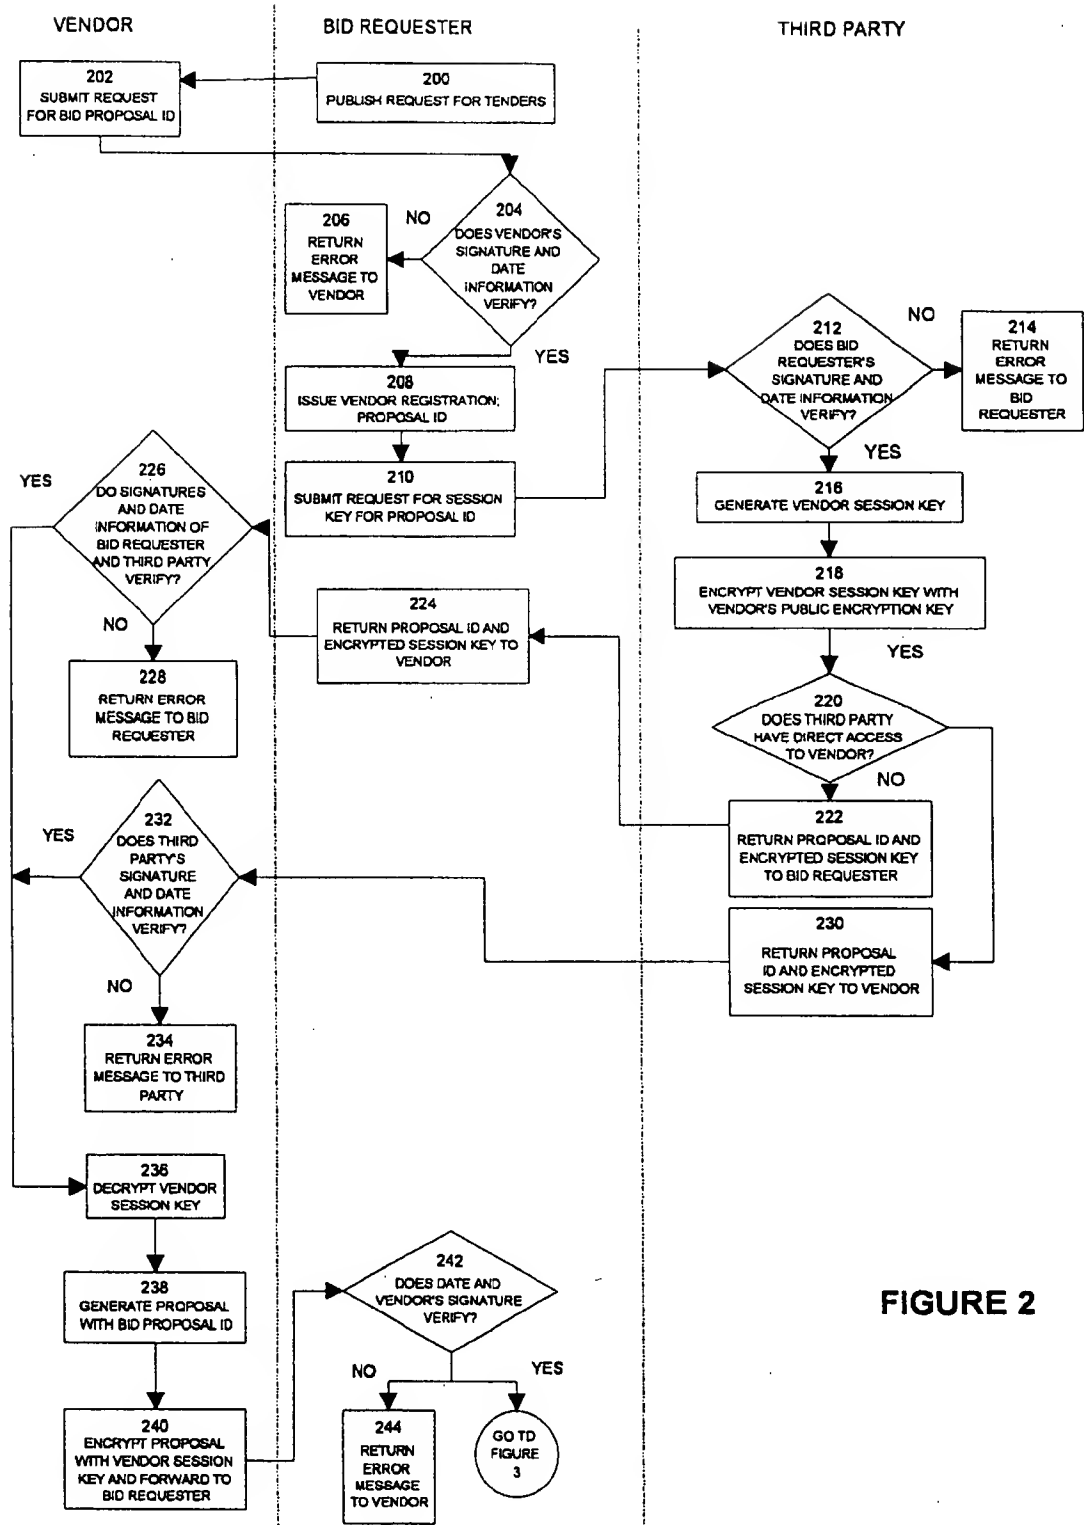 VENDOR
BID REQUESTER
THIRD PARTY
202
SUBMIT REQUEST
FOR BID PROPOSAL ID
200
PUBLISH REQUEST FOR TENDERS
204
DOES VENDOR'S
SIGNATURE AND
DATE
INFORMATION
VERIFY?
NO
206
RETURN
ERROR
MESSAGE TO
VENDOR
YES
208
ISSUE VENDOR REGISTRATION;
PROPOSAL ID
210
SUBMIT REQUEST FOR SESSION
KEY FOR PROPOSAL ID
212
DOES BID
REQUESTER'S
SIGNATURE AND
DATE INFORMATION
VERIFY?
NO
214
RETURN
ERROR
MESSAGE TO
BID
REQUESTER
YES
216
GENERATE VENDOR SESSION KEY
218
ENCRYPT VENDOR SESSION KEY WITH
VENDOR'S PUBLIC ENCRYPTION KEY
YES
220
DOES THIRD PARTY
HAVE DIRECT ACCESS
TO VENDOR?
NO
222
RETURN PROPOSAL ID AND
ENCRYPTED SESSION KEY
TO BID REQUESTER
224
RETURN PROPOSAL ID AND
ENCRYPTED SESSION KEY TO
VENDOR
YES
226
DO SIGNATURES
AND DATE
INFORMATION OF
BID REQUESTER
AND THIRD PARTY
VERIFY?
NO
228
RETURN ERROR
MESSAGE TO BID
REQUESTER
230
RETURN PROPOSAL
ID AND ENCRYPTED
SESSION KEY TO VENDOR
YES
232
DOES THIRD
PARTY'S
SIGNATURE
AND DATE
INFORMATION
VERIFY?
NO
234
RETURN ERROR
MESSAGE TO THIRD
PARTY
236
DECRYPT VENDOR
SESSION KEY
238
GENERATE PROPOSAL
WITH BID PROPOSAL ID
240
ENCRYPT PROPOSAL
WITH VENDOR SESSION
KEY AND FORWARD TO
BID REQUESTER
242
DOES DATE AND
VENDOR'S SIGNATURE
VERIFY?
NO
YES
244
RETURN
ERROR
MESSAGE
TO VENDOR
GO TO
FIGURE
3
FIGURE 2